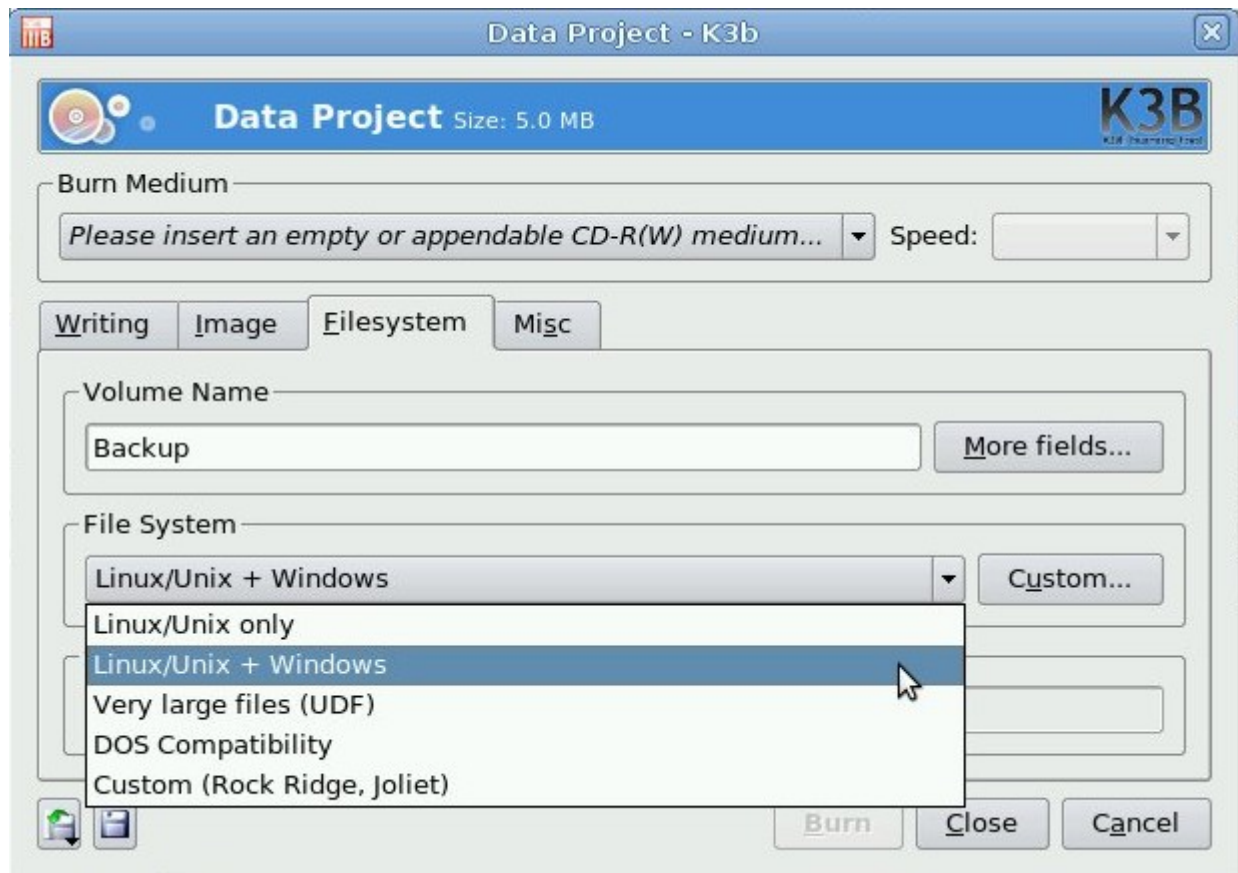 Data Project - K3b
Data Project Size: 5.0 MB
K3B
Burn Medium
Please insert an empty or appendable CD-R(W) medium...
Speed:
Writing
Image
Filesystem
Misc
Volume Name
Backup
More fields...
File System
Linux/Unix + Windows
Custom...
Linux/Unix only
Linux/Unix + Windows
Very large files (UDF)
DOS Compatibility
Custom (Rock Ridge, Joliet)
Burn
Close
Cancel